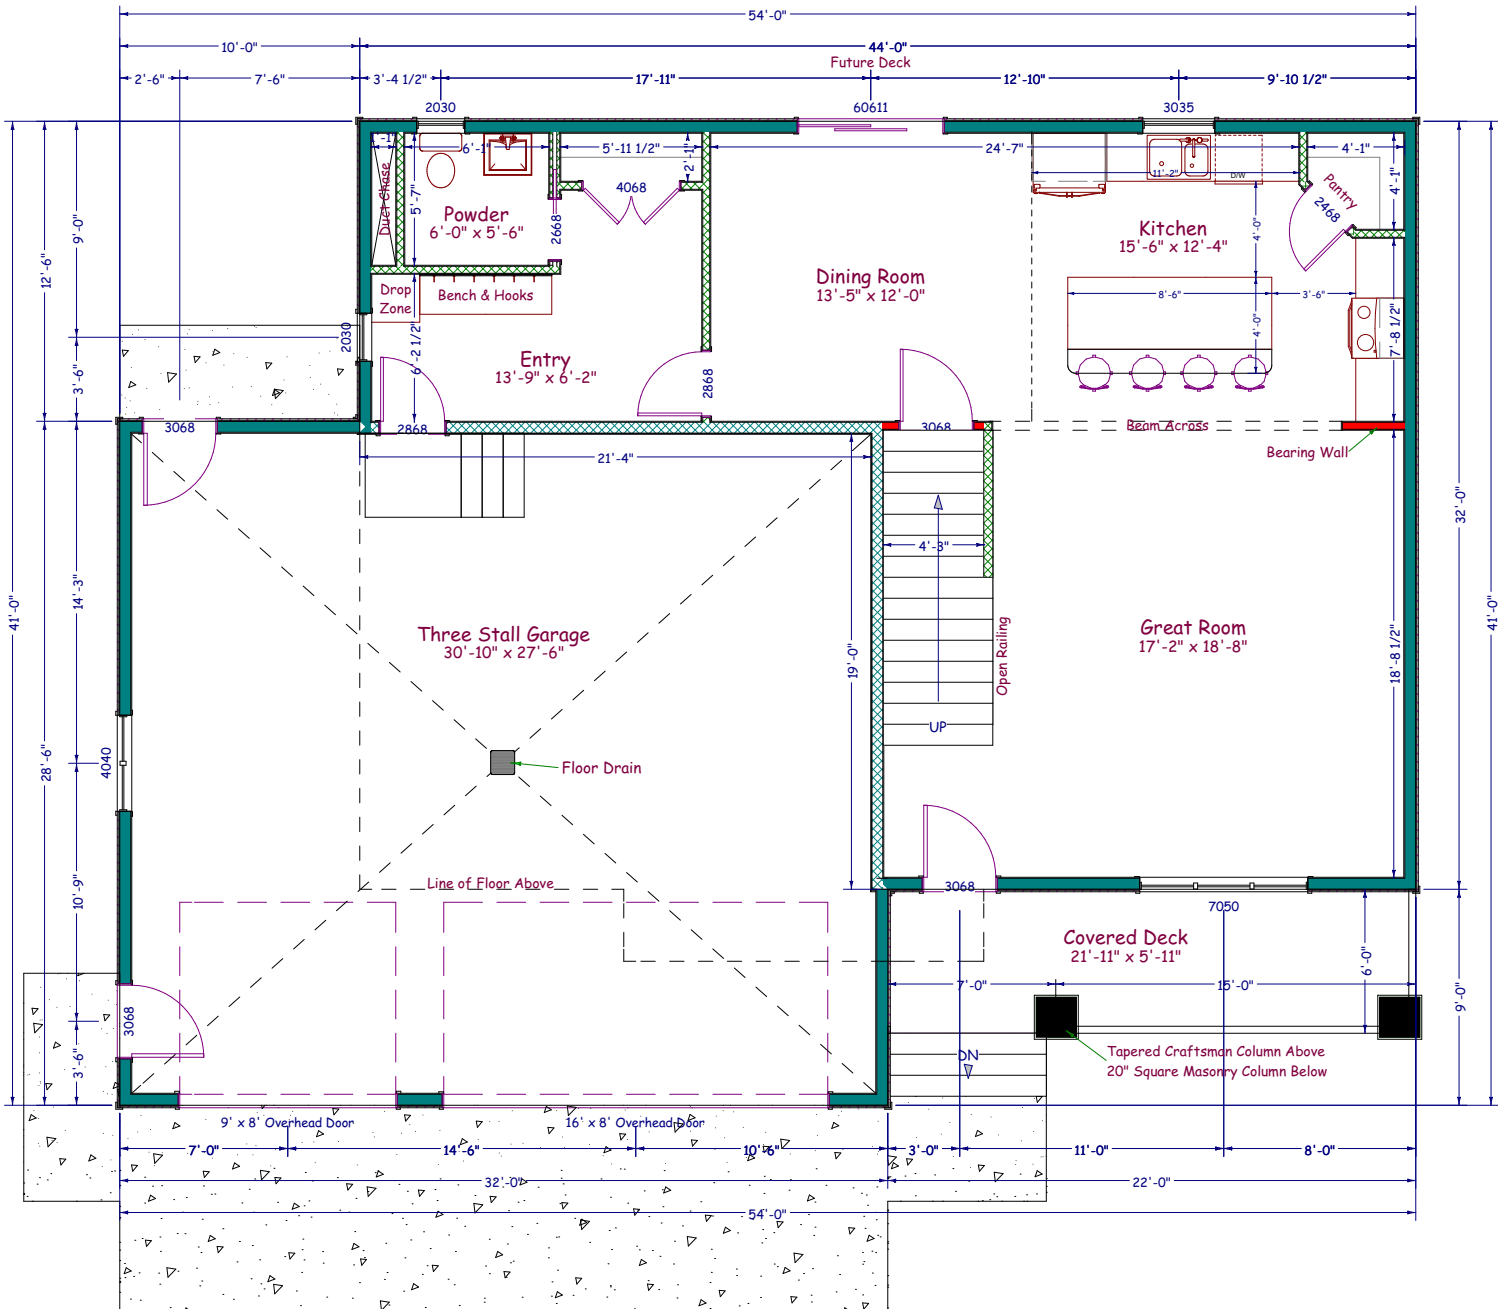 54'-0"
10'-0"
44'-0"
Future Deck
2'-6"
7'-6"
3'-4 1/2"
17'-11"
12'-10"
9'-10 1/2"
2030
60611
3035
6'-1"
5'-11 1/2"
2'-1"
24'-7"
4'-1"
11'-2"
D/W
Duct Chase
5'-7"
4068
Pantry
2468
4'-1"
Powder
6'-0" x 5'-6"
2668
Kitchen
15'-6" x 12'-4"
4'-0"
9'-0"
12'-6"
Dining Room
13'-5" x 12'-0"
Drop
Zone
Bench & Hooks
8'-6"
3'-6"
4'-0"
7'-8 1/2"
2030
6'-2 1/2"
Entry
13'-9" x 6'-2"
2868
3'-6"
3068
2868
3068
Beam Across
Bearing Wall
21'-4"
32'-0"
4'-3"
14'-3"
41'-0"
41'-0"
Three Stall Garage
30'-10" x 27'-6"
19'-0"
Open Railing
Great Room
17'-2" x 18'-8"
18'-8 1/2"
UP
28'-6"
4040
Floor Drain
10'-9"
Line of Floor Above
3068
7050
Covered Deck
21'-11" x 5'-11"
6'-0"
7'-0"
15'-0"
9'-0"
3068
3'-6"
DN
Tapered Craftsman Column Above
20" Square Masonry Column Below
9' x 8' Overhead Door
16' x 8' Overhead Door
7'-0"
14'-6"
10'-6"
3'-0"
11'-0"
8'-0"
32'-0"
22'-0"
54'-0"